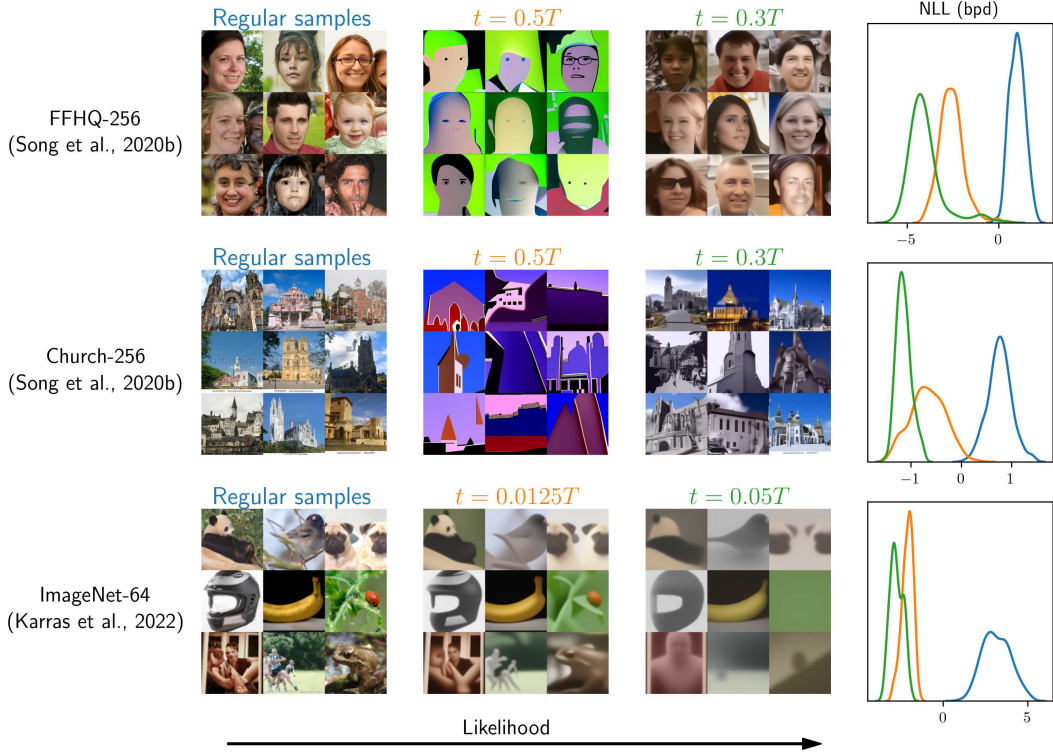 NLL (bpd)
Regular samples t = 0.5T t = 0.3T
FFHQ-256
(Song et al., 2020b)
−5 0
Regular samples t = 0.5T t = 0.3T
Church-256
(Song et al., 2020b)
−1 0 1
Regular samples t = 0.0125T t = 0.05T
ImageNet-64
(Karras et al., 2022)
0 5
Likelihood